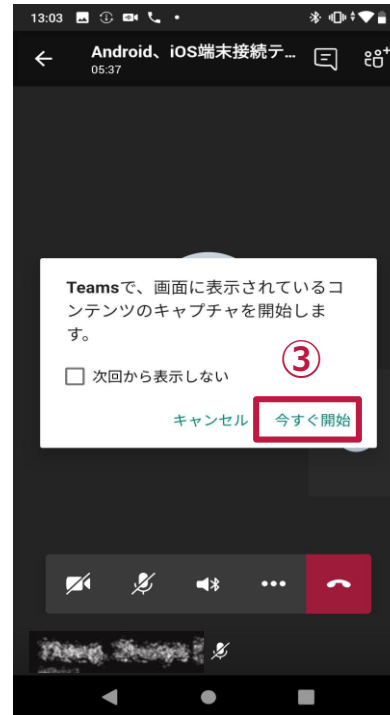 13:03
Android、iOS端末接続テ...
05:37
Teamsで、画面に表示されているコ
ンテンツのキャプチャを開始しま
す。
③
次回から表示しない
キャンセル 今すぐ開始